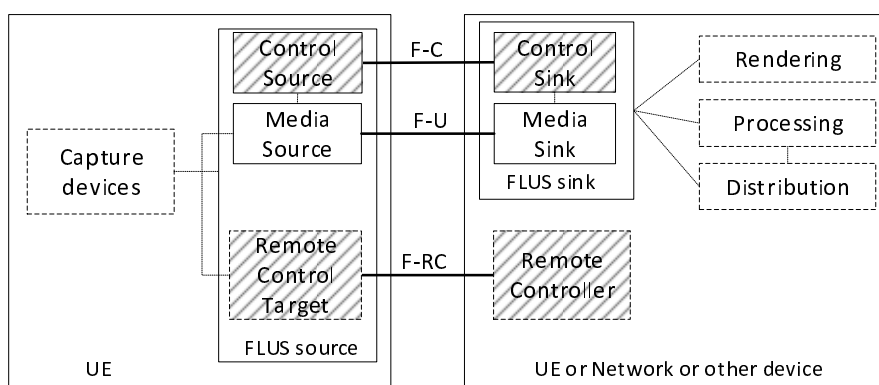 Control
Source
F-C
Control
Sink
Rendering
Media
Source
F-U
Media
Sink
Processing
Capture
devices
FLUS sink
Distribution
Remote
Control
Target
F-RC
Remote
Controller
FLUS source
UE
UE or Network or other device